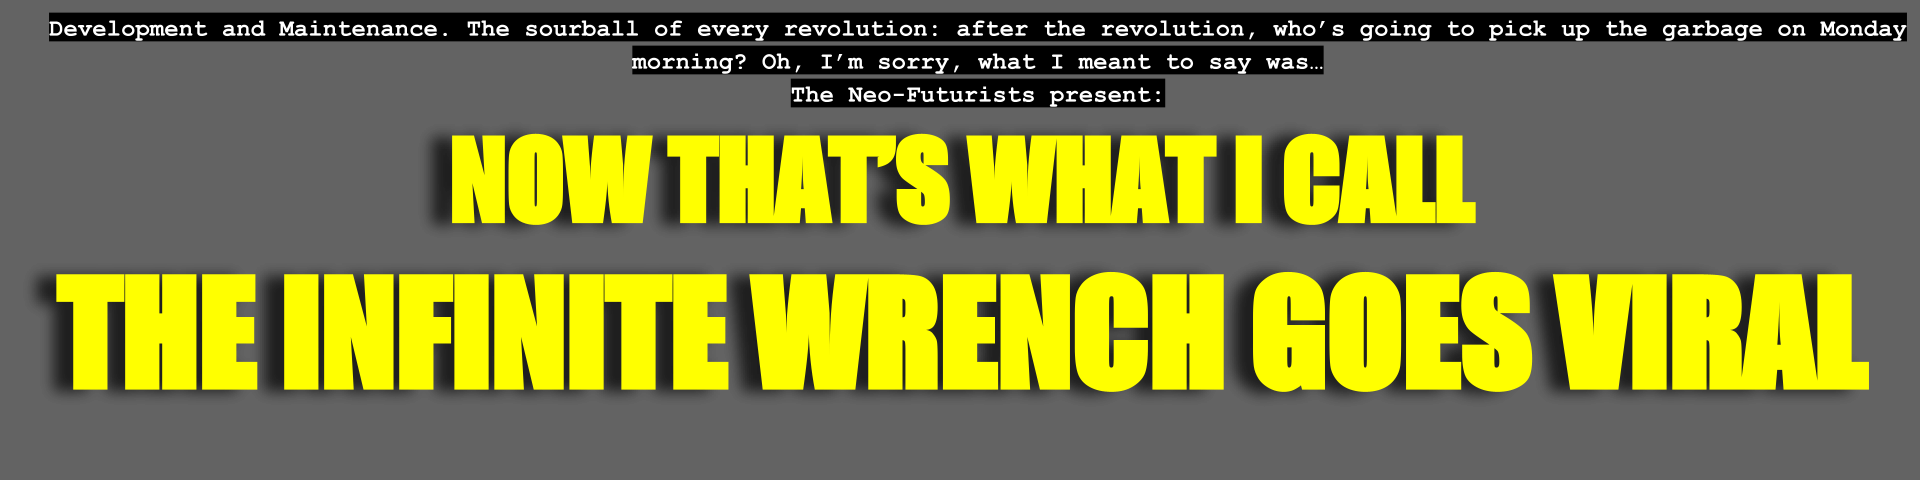 Development and Maintenance. The sourball of every revolution: after the revolution, who’s going to pick up the garbage on Monday
morning? Oh, I’m sorry, what I meant to say was…
The Neo-Futurists present:
NOW THAT’S WHAT I CALL
THE INFINITE WRENCH GOES VIRAL